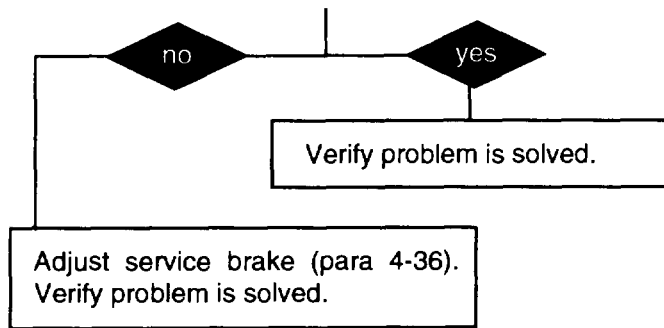 no
yes
Verify problem is solved.
Adjust service brake (para 4-36).
Verify problem is solved.